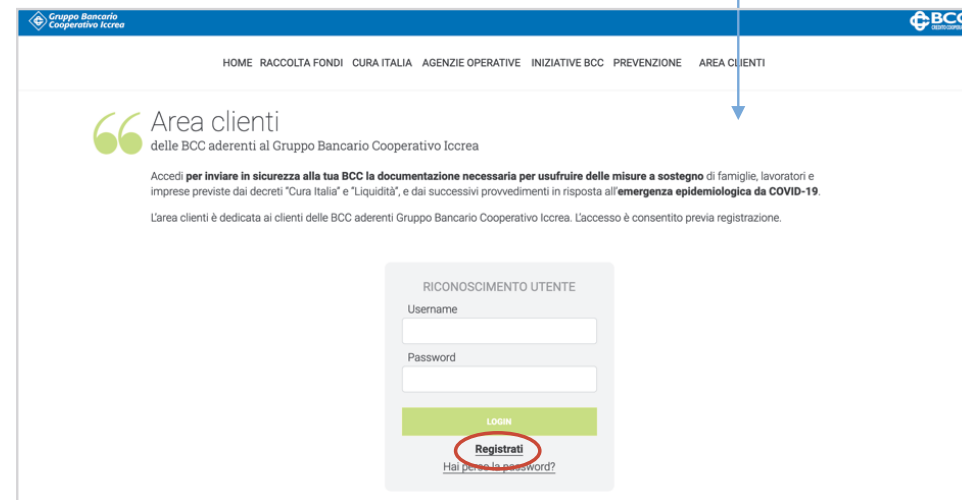 Gruppo Bancario
Cooperativo Iccrea
BCC
CREDITO COOPERATIVO
HOME RACCOLTA FONDI CURA ITALIA AGENZIE OPERATIVE INIZIATIVE BCC PREVENZIONE AREA CLIENTI
Area clienti
delle BCC aderenti al Gruppo Bancario Cooperativo Iccrea
Accedi per inviare in sicurezza alla tua BCC la documentazione necessaria per usufruire delle misure a sostegno di famiglie, lavoratori e
imprese previste dai decreti "Cura Italia" e "Liquidità", e dai successivi provvedimenti in risposta all'emergenza epidemiologica da COVID-19.
L'area clienti è dedicata ai clienti delle BCC aderenti Gruppo Bancario Cooperativo Iccrea. L'accesso è consentito previa registrazione.
RICONOSCIMENTO UTENTE
Username
Password
LOGIN
Registrati
Hai perso la password?